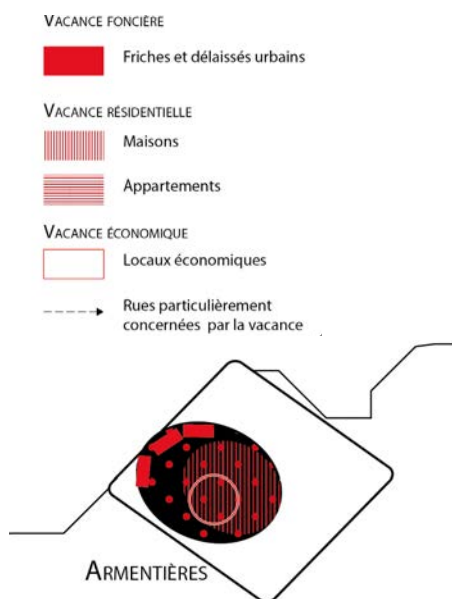 VACANCE FONCIÈRE
Friches et délaissés urbains
VACANCE RÉSIDENTIELLE
Maisons
Appartements
VACANCE ÉCONOMIQUE
Locaux économiques
Rues particulièrement
concernées par la vacance
ARMENTIÈRES